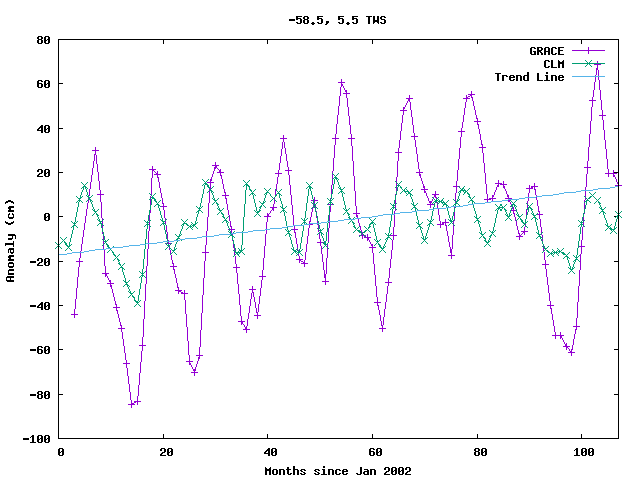 -58.5, 5.5 TWS
GRACE
CLM
Trend Line
80
60
40
20
0
-20
-40
-60
-80
-100
Anomaly (cm)
0 20 40 60 80 100
Months since Jan 2002